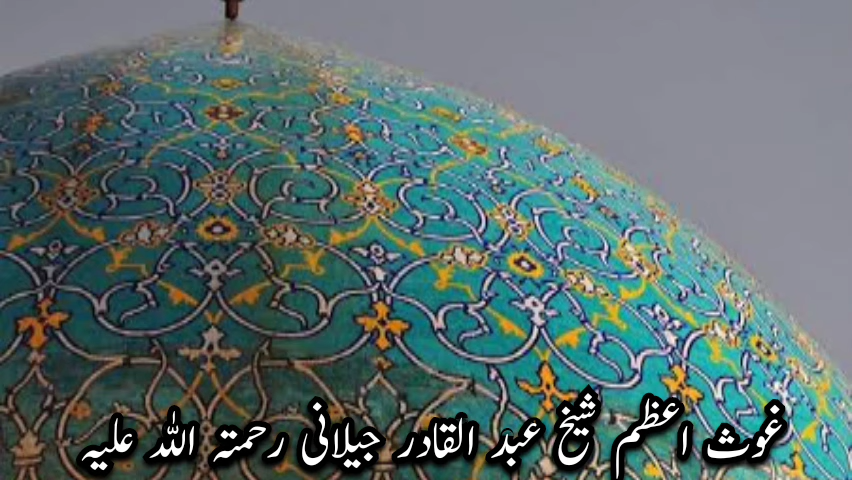 غوث اعظم شیخ عبد القادر جیلانی رحمتہ اللہ علیہ